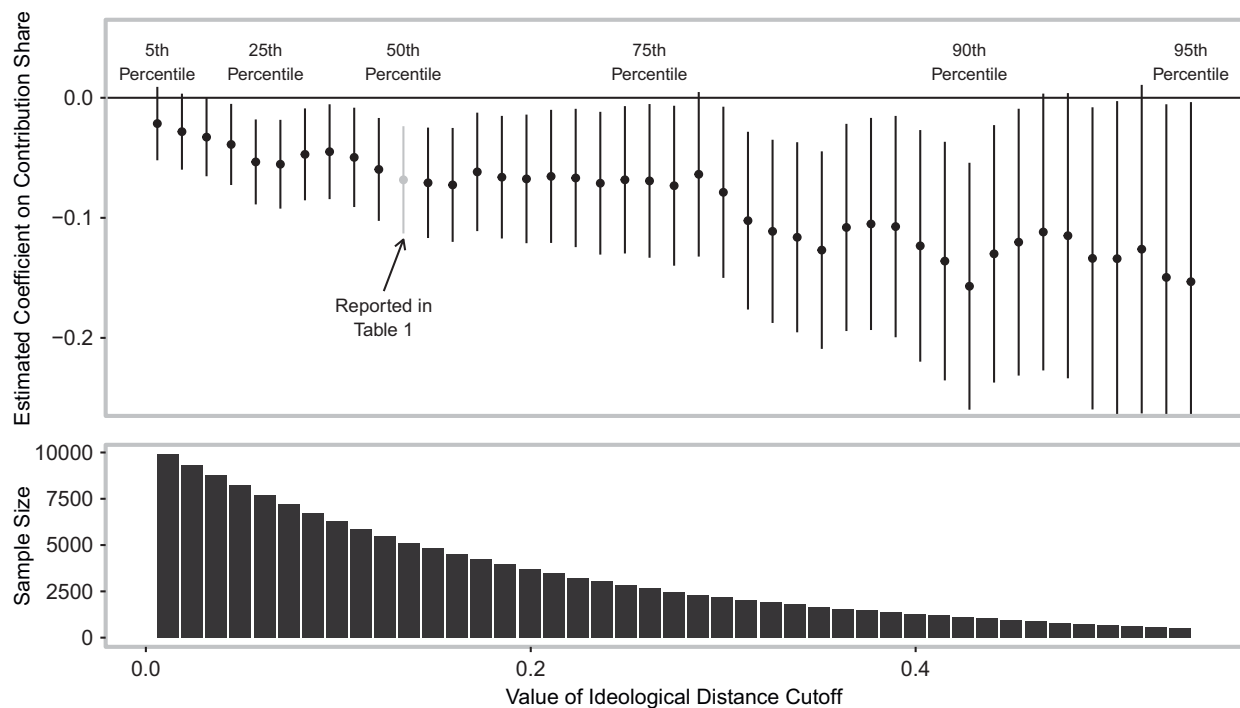 5th
Percentile
25th
Percentile
50th
Percentile
75th
Percentile
90th
Percentile
95th
Percentile
Estimated Coefficient on Contribution Share
0.0
−0.1
−0.2
Reported in
Table 1
Sample Size
10000
7500
5000
2500
0
0.0
0.2
0.4
Value of Ideological Distance Cutoff